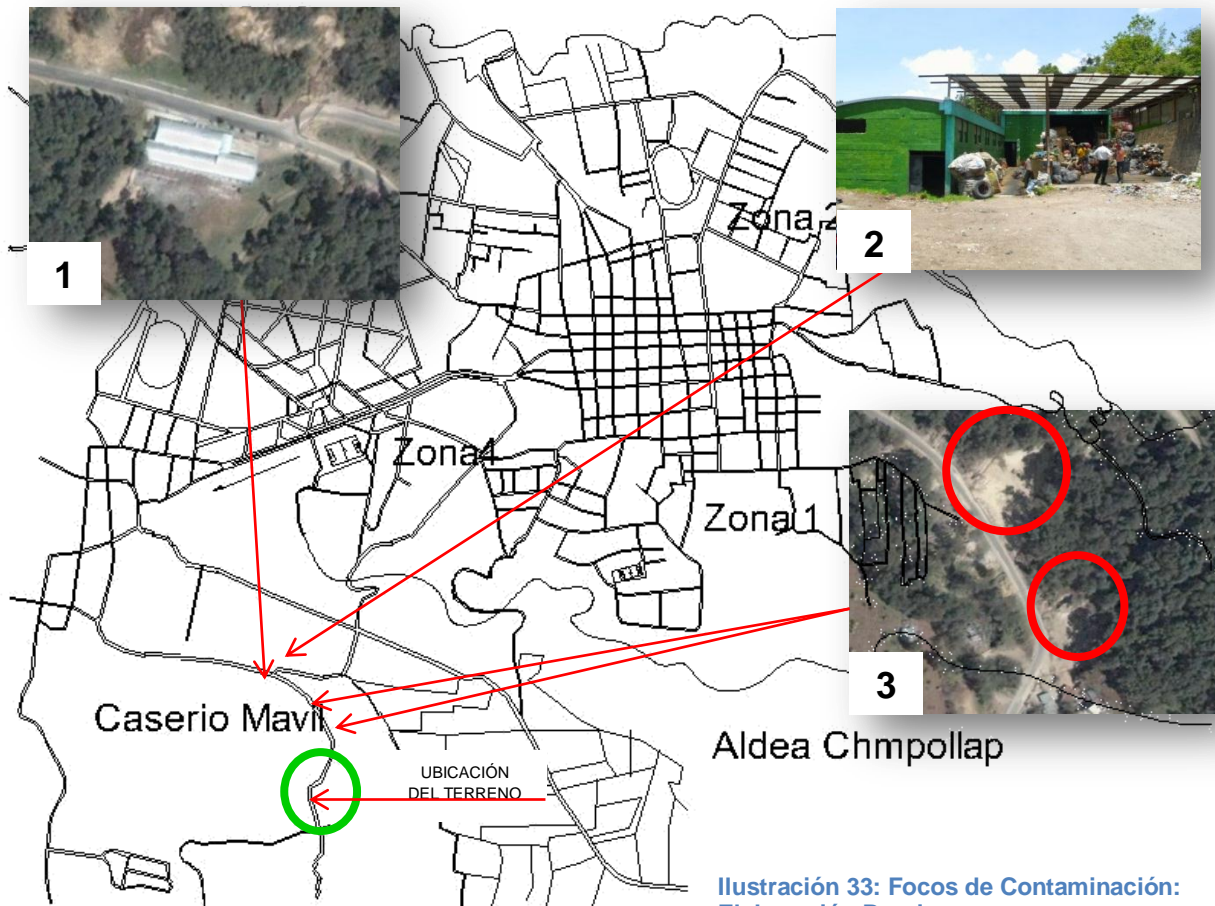 1
2
Zona 2
Zona4
Zona 1
3
Caserio Mavil
Aldea Chmpollap
UBICACIÓN
DEL TERRENO
Ilustración 33: Focos de Contaminación: